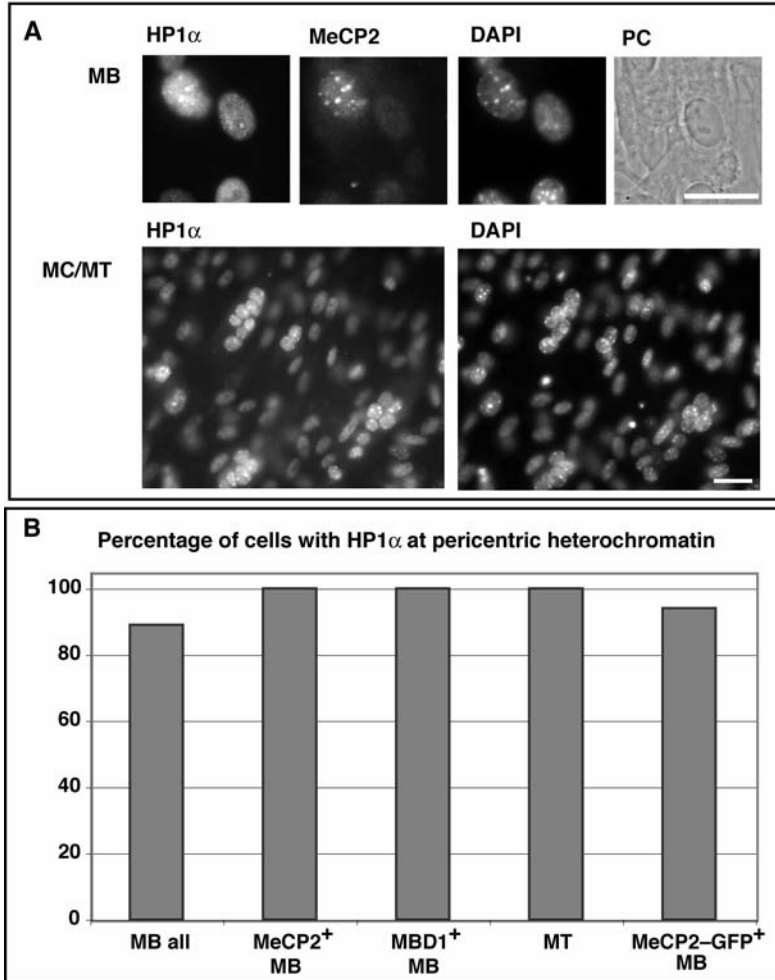 A
HP1α MeCP2 DAPI PC
MB
HP1α DAPI
MC/MT
B
Percentage of cells with HP1α at pericentric heterochromatin
100
80
60
40
20
0
MB all MeCP2+ MBD1+ MT MeCP2–GFP+
MB MB MB